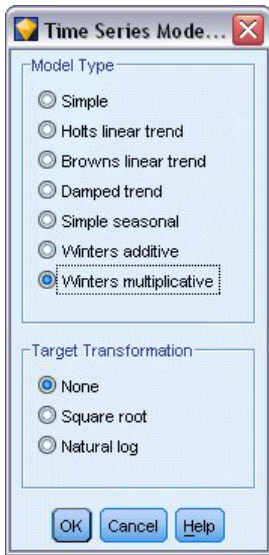 Time Series Mode...
Model Type
Simple
Holts linear trend
Browns linear trend
Damped trend
Simple seasonal
Winters additive
Winters multiplicative
Target Transformation
None
Square root
Natural log
OK Cancel Help